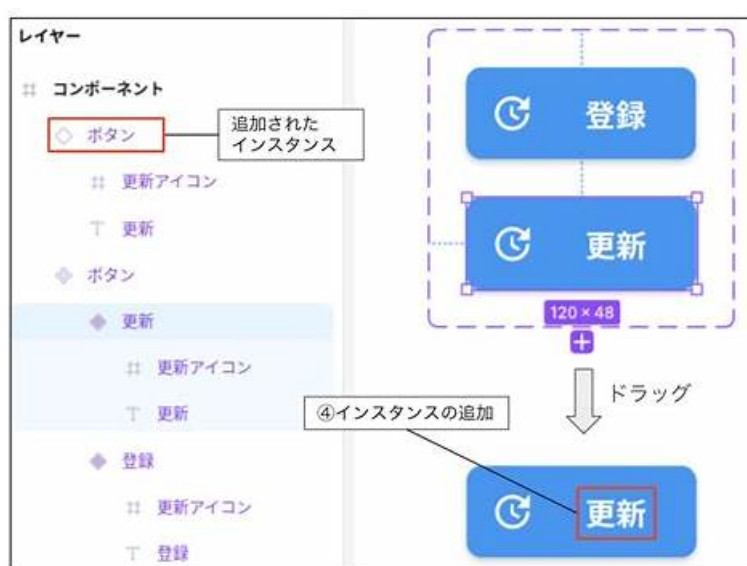 レイヤー
コンポーネント
ボタン
追加された
インスタンス
更新アイコン
更新
ボタン
更新
更新アイコン
更新
登録
更新アイコン
登録
登録
更新
120 × 48
ドラッグ
④インスタンスの追加
更新